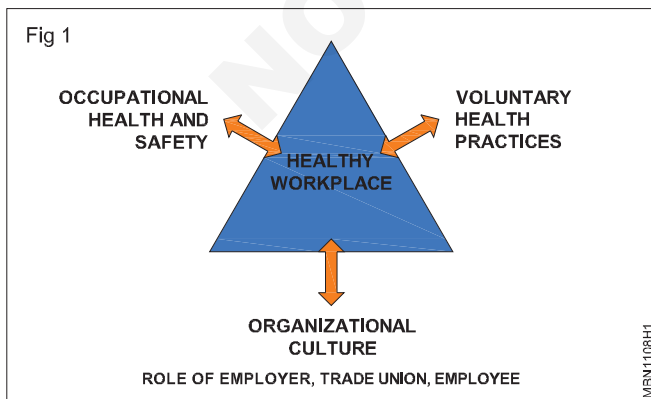 Fig 1
OCCUPATIONAL
HEALTH AND
SAFETY
VOLUNTARY
HEALTH
PRACTICES
HEALTHY
WORKPLACE
ORGANIZATIONAL
CULTURE
ROLE OF EMPLOYER, TRADE UNION, EMPLOYEE
MBN1108H1